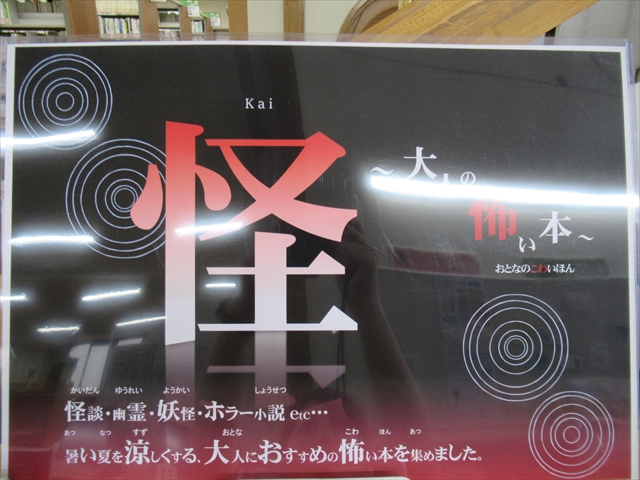 Kai
怪
～大人の怖い本～
おとなのこわいほん
かいだん ゆうれい ようかい しょうせつ
怪談・幽霊・妖怪・ホラー小説 etc…
あつ なつ すず おとな こわ ほん あつ
暑い夏を涼しくする、大人におすすめの怖い本を集めました。